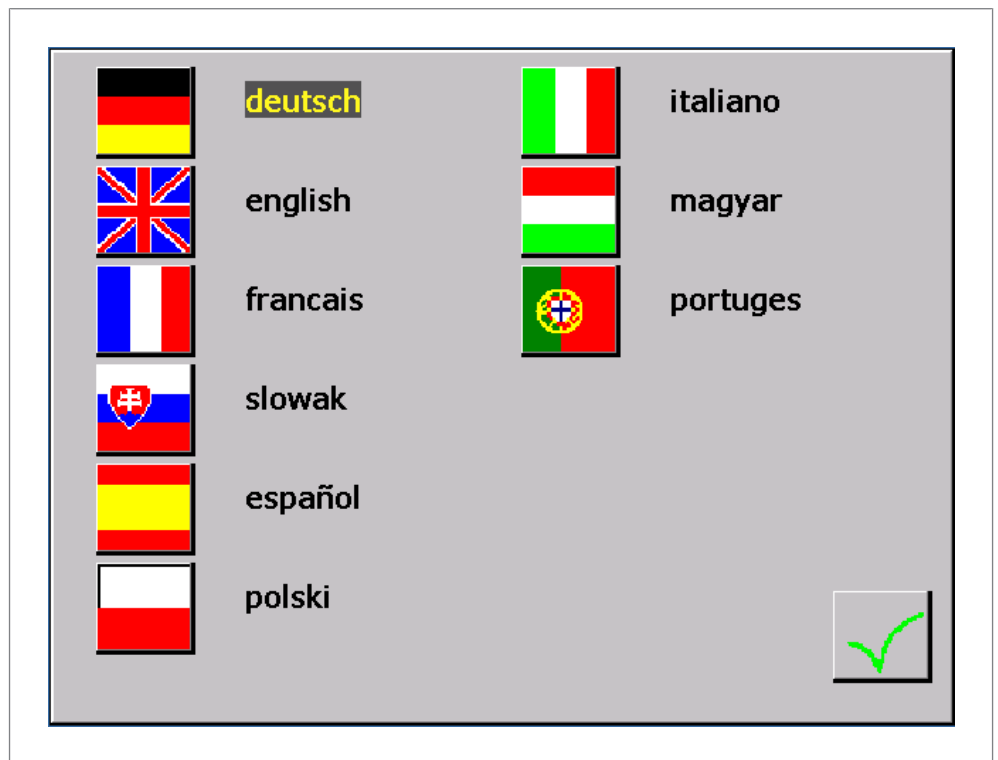 deutsch
english
francais
slowak
español
polski
italiano
magyar
portuges